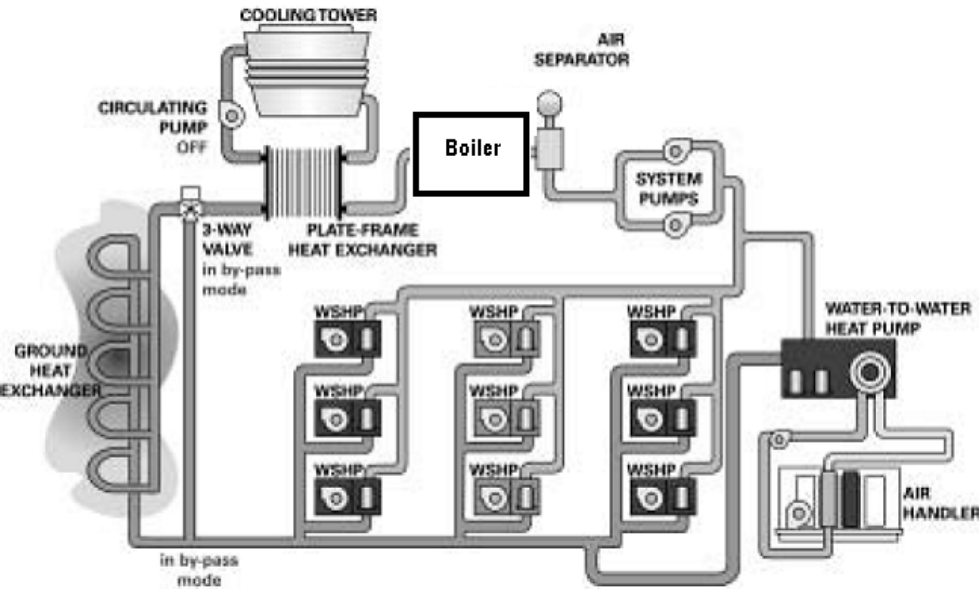 COOLING TOWER
AIR
SEPARATOR
CIRCULATING
PUMP
OFF
Boiler
SYSTEM
PUMPS
3-WAY
VALVE
in by-pass
mode
PLATE-FRAME
HEAT EXCHANGER
WSHP
WSHP
WSHP
WATER-TO-WATER
HEAT PUMP
GROUND
HEAT
EXCHANGER
WSHP
WSHP
WSHP
WSHP
WSHP
WSHP
AIR
HANDLER
in by-pass
mode